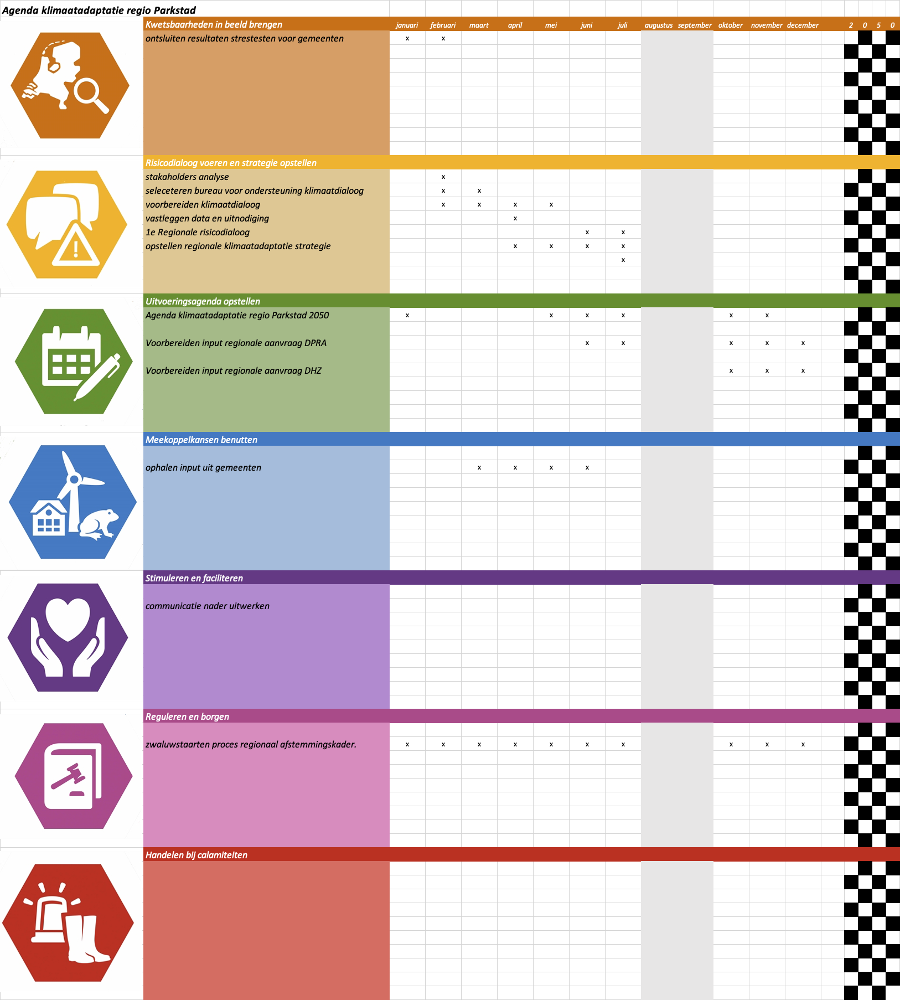 Agenda klimaatadaptatie regio Parkstad
Kwetsbaarheden in beeld brengen januari februari maart april mei juni juli augustus september oktober november december 2 0 5 0
ontsluiten resultaten strestesten voor gemeenten x x
Risicodialoog voeren en strategie opstellen
stakaholders analyse x
seleceteren bureau voor ondersteuning klimaatdialoog x x
voorbereiden klimaatdialoog x x x x
vastleggen data en uitnodiging x
1e Regionale risicodialoog x x
opstellen regionale klimaatadaptatie strategie x x x x
x
Uitvoeringsagenda opstellen
Agenda klimaatadaptatie regio Parkstad 2050 x x x x x x
Voorbereiden input regionale aanvraag DPRA x x x x x
Voorbereiden input regionale aanvraag DHZ x x x
Meekoppelkansen benutten
ophalen input uit gemeenten x x x x
Stimuleren en faciliteren
communicatie nader uitwerken
Reguleren en borgen
zwaluwstaarten proces regionaal afstemmingskader. x x x x x x x x x x
Handelen bij calamiteiten